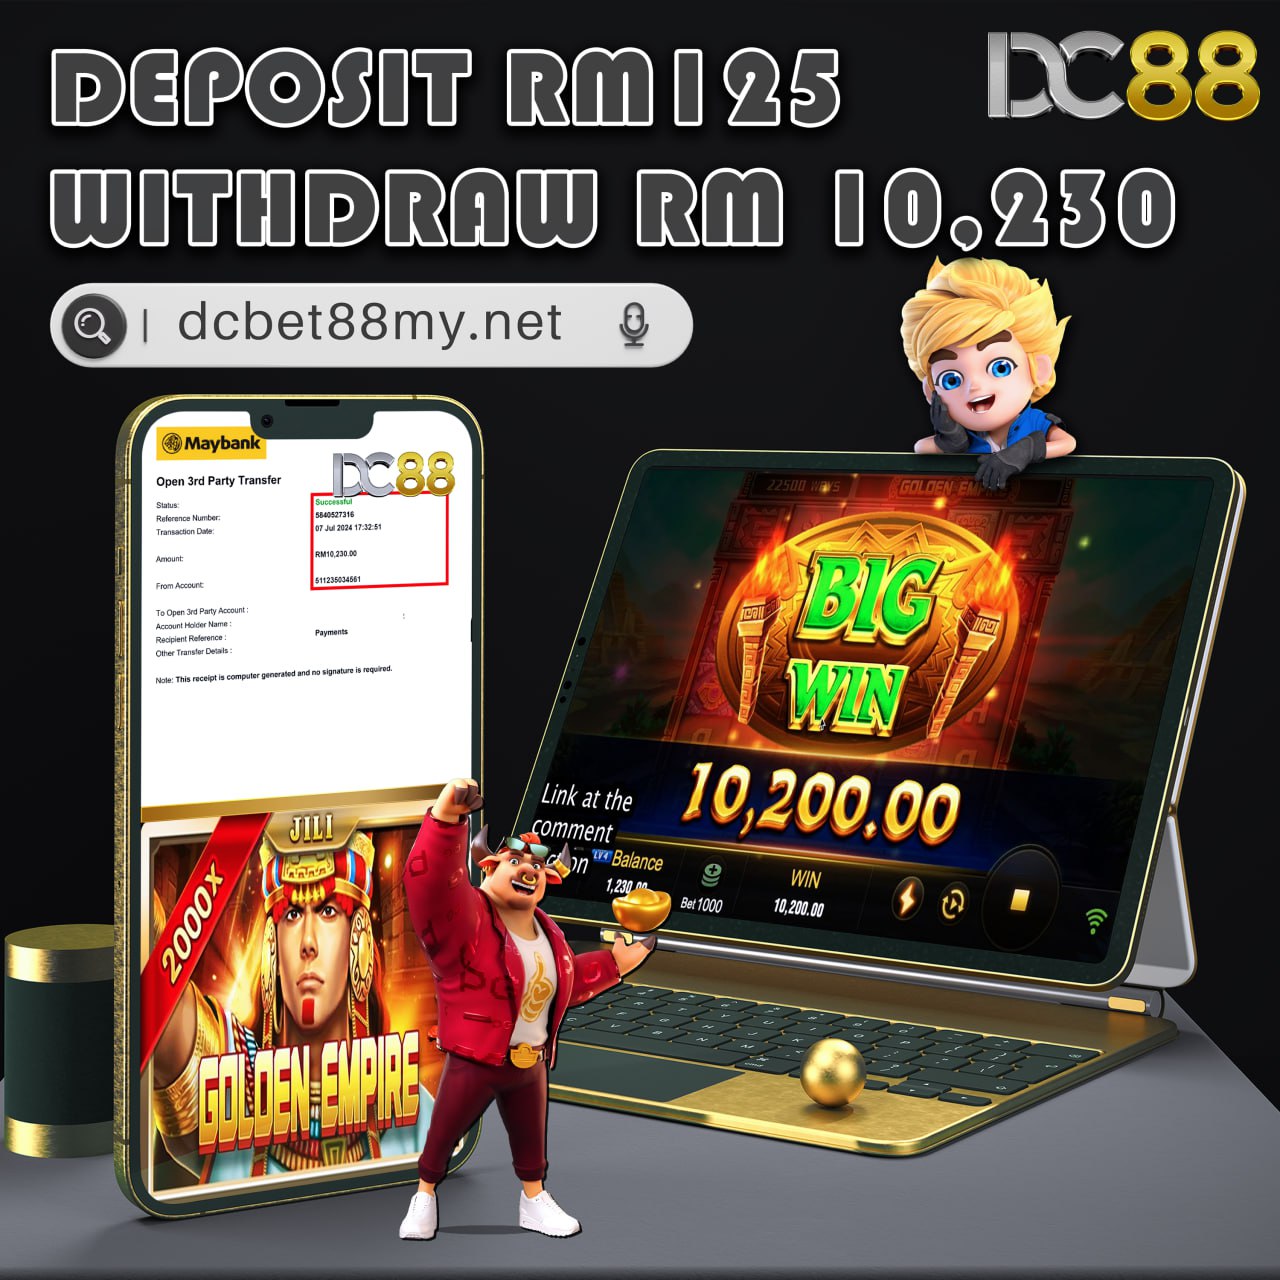 DEPOSIT RM125
DC88
WITHDRAW RM 10,230
dcbet88my.net
Maybank
Open 3rd Party Transfer
DC88
Status: Successful
Reference Number: 5840527316
Transaction Date: 07 Jul 2024 17:32:51
Amount: RM10,230.00
From Account: 511235034561
To Open 3rd Party Account :
Account Holder Name :
Recipient Reference : Payments
Other Transfer Details :
Note: This receipt is computer generated and no signature is required.
JILI
2000X
GOLDEN EMPIRE
22500 WAYS
GOLDEN EMPIRE
BIG
WIN
10,200.00
Link at the
comment
LV4 Balance
1,230.00
Bet 1000
WIN
10,200.00